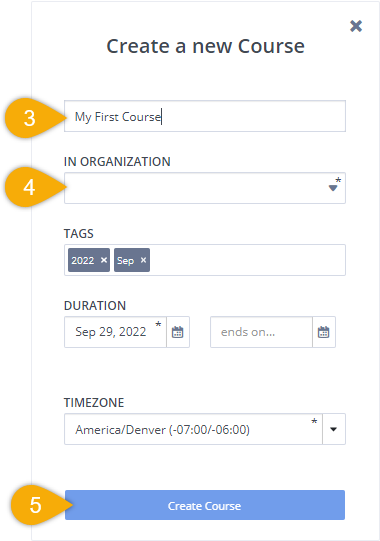 Create a new Course
3
My First Course
IN ORGANIZATION
4
*
TAGS
2022 × Sep ×
DURATION
Sep 29, 2022 * ends on...
TIMEZONE
America/Denver (-07:00/-06:00) *
5
Create Course